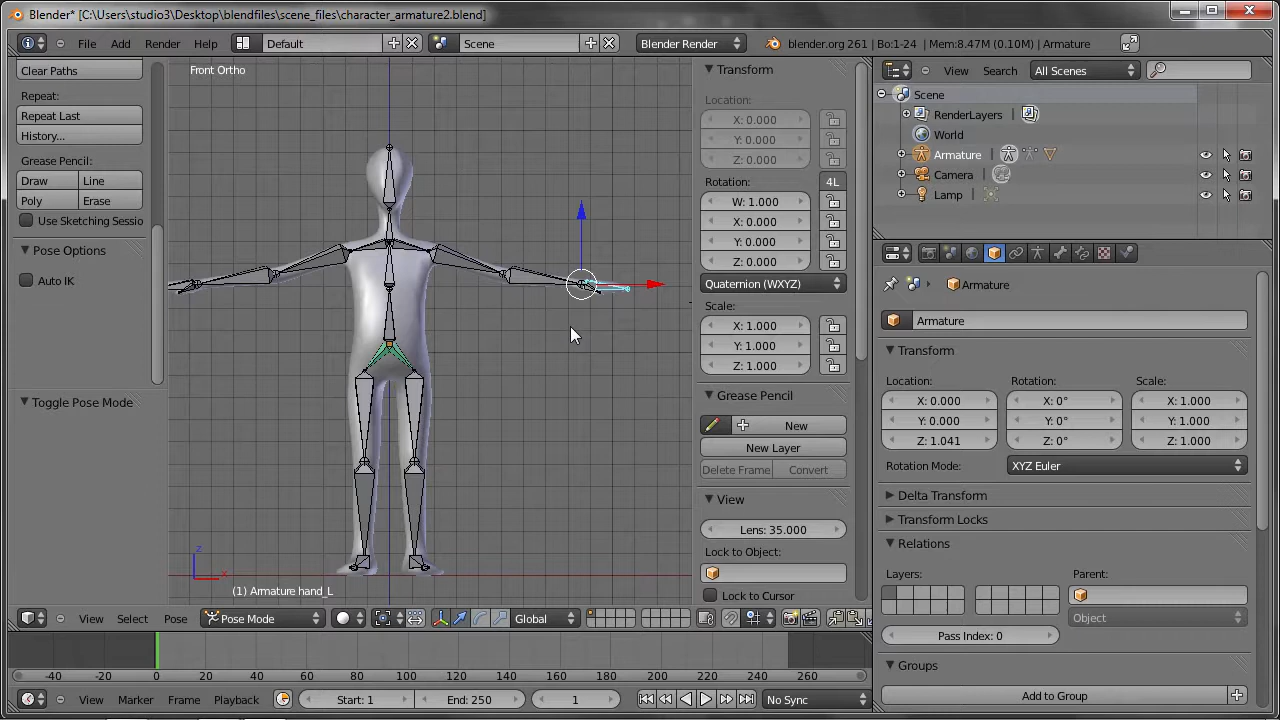 Blender* [C:\Users\studio3\Desktop\blendfiles\scene_files\character_armature2.blend]
File Add Render Help Default Scene Blender Render blender.org 261 | Bo:1-24 | Mem:8.47M (0.10M) | Armature
Clear Paths
Repeat:
Repeat Last
History...
Grease Pencil:
Draw Line
Poly Erase
Use Sketching Sessio
Pose Options
Auto IK
Toggle Pose Mode
Front Ortho
z
x
(1) Armature hand_L
View Select Pose Pose Mode Global
Transform
Location:
X: 0.000
Y: 0.000
Z: 0.000
Rotation: 4L
W: 1.000
X: 0.000
Y: 0.000
Z: 0.000
Quaternion (WXYZ)
Scale:
X: 1.000
Y: 1.000
Z: 1.000
Grease Pencil
New
New Layer
Delete Frame Convert
View
Lens: 35.000
Lock to Object:
Lock to Cursor
View Search All Scenes
Scene
RenderLayers |
World
Armature |
Camera |
Lamp |
Armature
Armature
Transform
Location: Rotation: Scale:
X: 0.000 X: 0° X: 1.000
Y: 0.000 Y: 0° Y: 1.000
Z: 1.041 Z: 0° Z: 1.000
Rotation Mode: XYZ Euler
Delta Transform
Transform Locks
Relations
Layers: Parent:
Object
Pass Index: 0
Groups
Add to Group
-40 -20 0 20 40 60 80 100 120 140 160 180 200 220 240 260
View Marker Frame Playback Start: 1 End: 250 1 No Sync